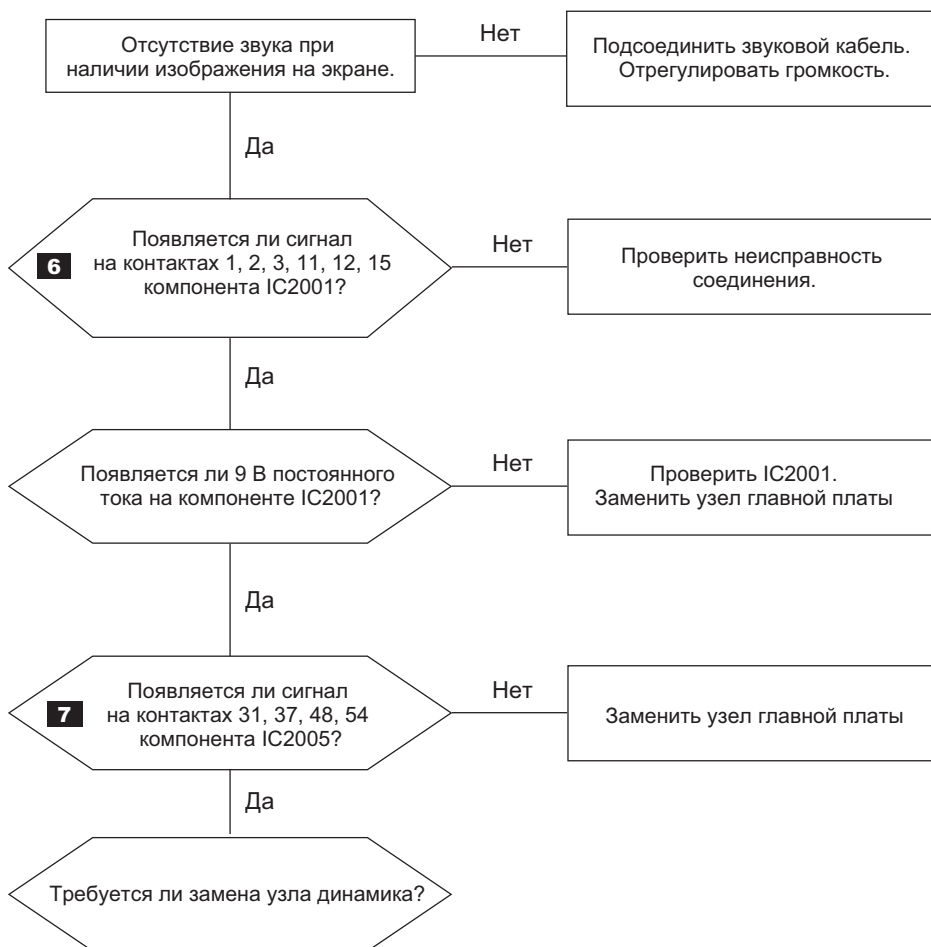 Отсутствие звука при
наличии изображения на экране.
Нет
Подсоединить звуковой кабель.
Отрегулировать громкость.
Да
6
Появляется ли сигнал
на контактах 1, 2, 3, 11, 12, 15
компонента IC2001?
Нет
Проверить неисправность
соединения.
Да
Появляется ли 9 В постоянного
тока на компоненте IC2001?
Нет
Проверить IC2001.
Заменить узел главной платы
Да
7
Появляется ли сигнал
на контактах 31, 37, 48, 54
компонента IC2005?
Нет
Заменить узел главной платы
Да
Требуется ли замена узла динамика?